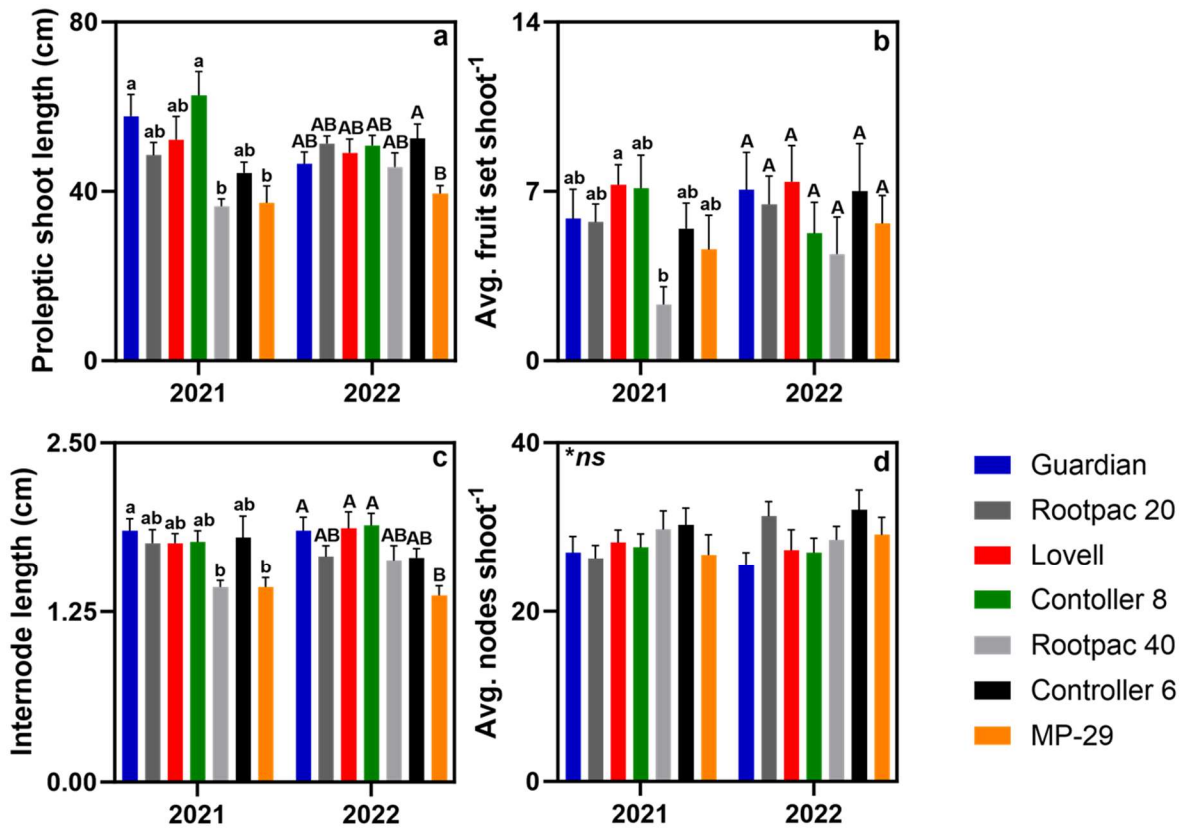 Proleptic shoot length (cm)
80
40
0
a
a
ab
ab
a
b
ab
b
AB
AB
AB
AB
AB
A
B
2021
2022
Avg. fruit set shoot-1
14
7
0
b
ab
ab
a
ab
b
ab
ab
A
A
A
A
A
A
A
2021
2022
Internode length (cm)
2.50
1.25
0.00
c
a
ab
ab
ab
b
ab
b
A
AB
A
A
AB
AB
B
2021
2022
Avg. nodes shoot-1
40
20
0
*ns
d
2021
2022
Guardian
Rootpac 20
Lovell
Contoller 8
Rootpac 40
Controller 6
MP-29